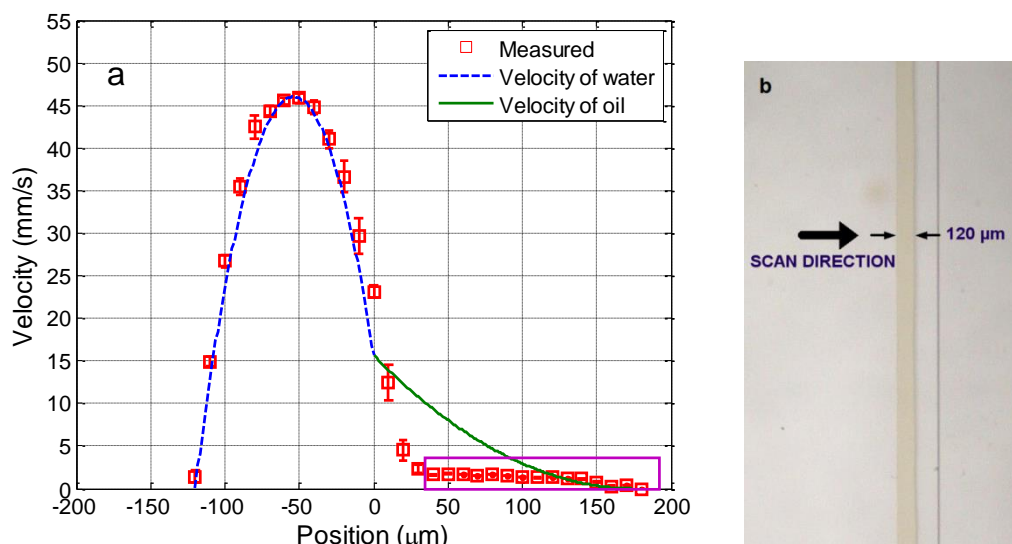 a
Measured
Velocity of water
Velocity of oil
55
50
45
40
35
30
25
20
15
10
5
0
Velocity (mm/s)
-200 -150 -100 -50 0 50 100 150 200
Position (μm)
b
120 μm
SCAN DIRECTION